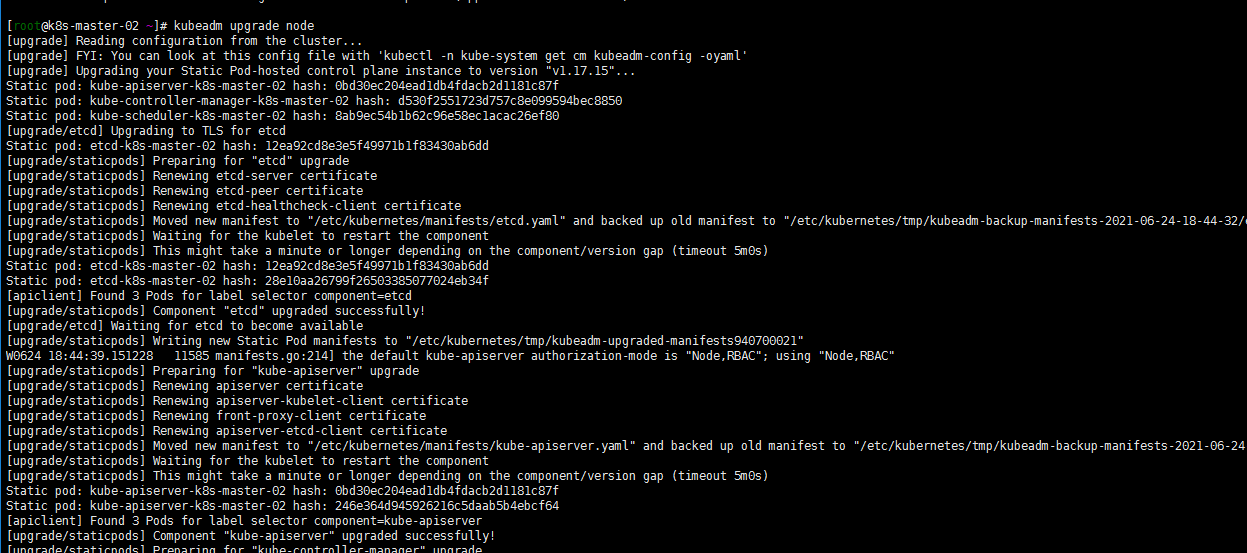 [root@k8s-master-02 ~]# kubeadm upgrade node
[upgrade] Reading configuration from the cluster...
[upgrade] FYI: You can look at this config file with 'kubectl -n kube-system get cm kubeadm-config -oyaml'
[upgrade] Upgrading your Static Pod-hosted control plane instance to version "v1.17.15"...
Static pod: kube-apiserver-k8s-master-02 hash: 0bd30ec204ead1db4fdacb2d1181c87f
Static pod: kube-controller-manager-k8s-master-02 hash: d530f2551723d757c8e099594bec8850
Static pod: kube-scheduler-k8s-master-02 hash: 8ab9ec54b1b62c96e58ec1acac26ef80
[upgrade/etcd] Upgrading to TLS for etcd
Static pod: etcd-k8s-master-02 hash: 12ea92cd8e3e5f49971b1f83430ab6dd
[upgrade/staticpods] Preparing for "etcd" upgrade
[upgrade/staticpods] Renewing etcd-server certificate
[upgrade/staticpods] Renewing etcd-peer certificate
[upgrade/staticpods] Renewing etcd-healthcheck-client certificate
[upgrade/staticpods] Moved new manifest to "/etc/kubernetes/manifests/etcd.yaml" and backed up old manifest to "/etc/kubernetes/tmp/kubeadm-backup-manifests-2021-06-24-18-44-32/
[upgrade/staticpods] Waiting for the kubelet to restart the component
[upgrade/staticpods] This might take a minute or longer depending on the component/version gap (timeout 5m0s)
Static pod: etcd-k8s-master-02 hash: 12ea92cd8e3e5f49971b1f83430ab6dd
Static pod: etcd-k8s-master-02 hash: 28e10aa26799f26503385077024eb34f
[apiclient] Found 3 Pods for label selector component=etcd
[upgrade/staticpods] Component "etcd" upgraded successfully!
[upgrade/etcd] Waiting for etcd to become available
[upgrade/staticpods] Writing new Static Pod manifests to "/etc/kubernetes/tmp/kubeadm-upgraded-manifests940700021"
W0624 18:44:39.151228   11585 manifests.go:214] the default kube-apiserver authorization-mode is "Node,RBAC"; using "Node,RBAC"
[upgrade/staticpods] Preparing for "kube-apiserver" upgrade
[upgrade/staticpods] Renewing apiserver certificate
[upgrade/staticpods] Renewing apiserver-kubelet-client certificate
[upgrade/staticpods] Renewing front-proxy-client certificate
[upgrade/staticpods] Renewing apiserver-etcd-client certificate
[upgrade/staticpods] Moved new manifest to "/etc/kubernetes/manifests/kube-apiserver.yaml" and backed up old manifest to "/etc/kubernetes/tmp/kubeadm-backup-manifests-2021-06-24
[upgrade/staticpods] Waiting for the kubelet to restart the component
[upgrade/staticpods] This might take a minute or longer depending on the component/version gap (timeout 5m0s)
Static pod: kube-apiserver-k8s-master-02 hash: 0bd30ec204ead1db4fdacb2d1181c87f
Static pod: kube-apiserver-k8s-master-02 hash: 246e364d945926216c5daab5b4ebcf64
[apiclient] Found 3 Pods for label selector component=kube-apiserver
[upgrade/staticpods] Component "kube-apiserver" upgraded successfully!
[upgrade/staticpods] Preparing for "kube-controller-manager" upgrade